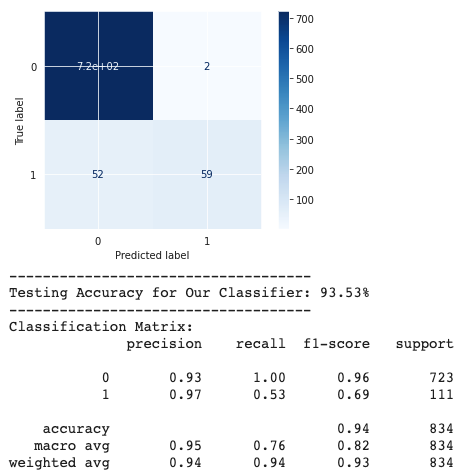 700
0
7.2e+02
2
600
500
True label
400
300
1
52
59
200
100
0
1
Predicted label
-----------------------------------
Testing Accuracy for Our Classifier: 93.53%
-----------------------------------
Classification Matrix:
precision recall f1-score support
0 0.93 1.00 0.96 723
1 0.97 0.53 0.69 111
accuracy 0.94 834
macro avg 0.95 0.76 0.82 834
weighted avg 0.94 0.94 0.93 834